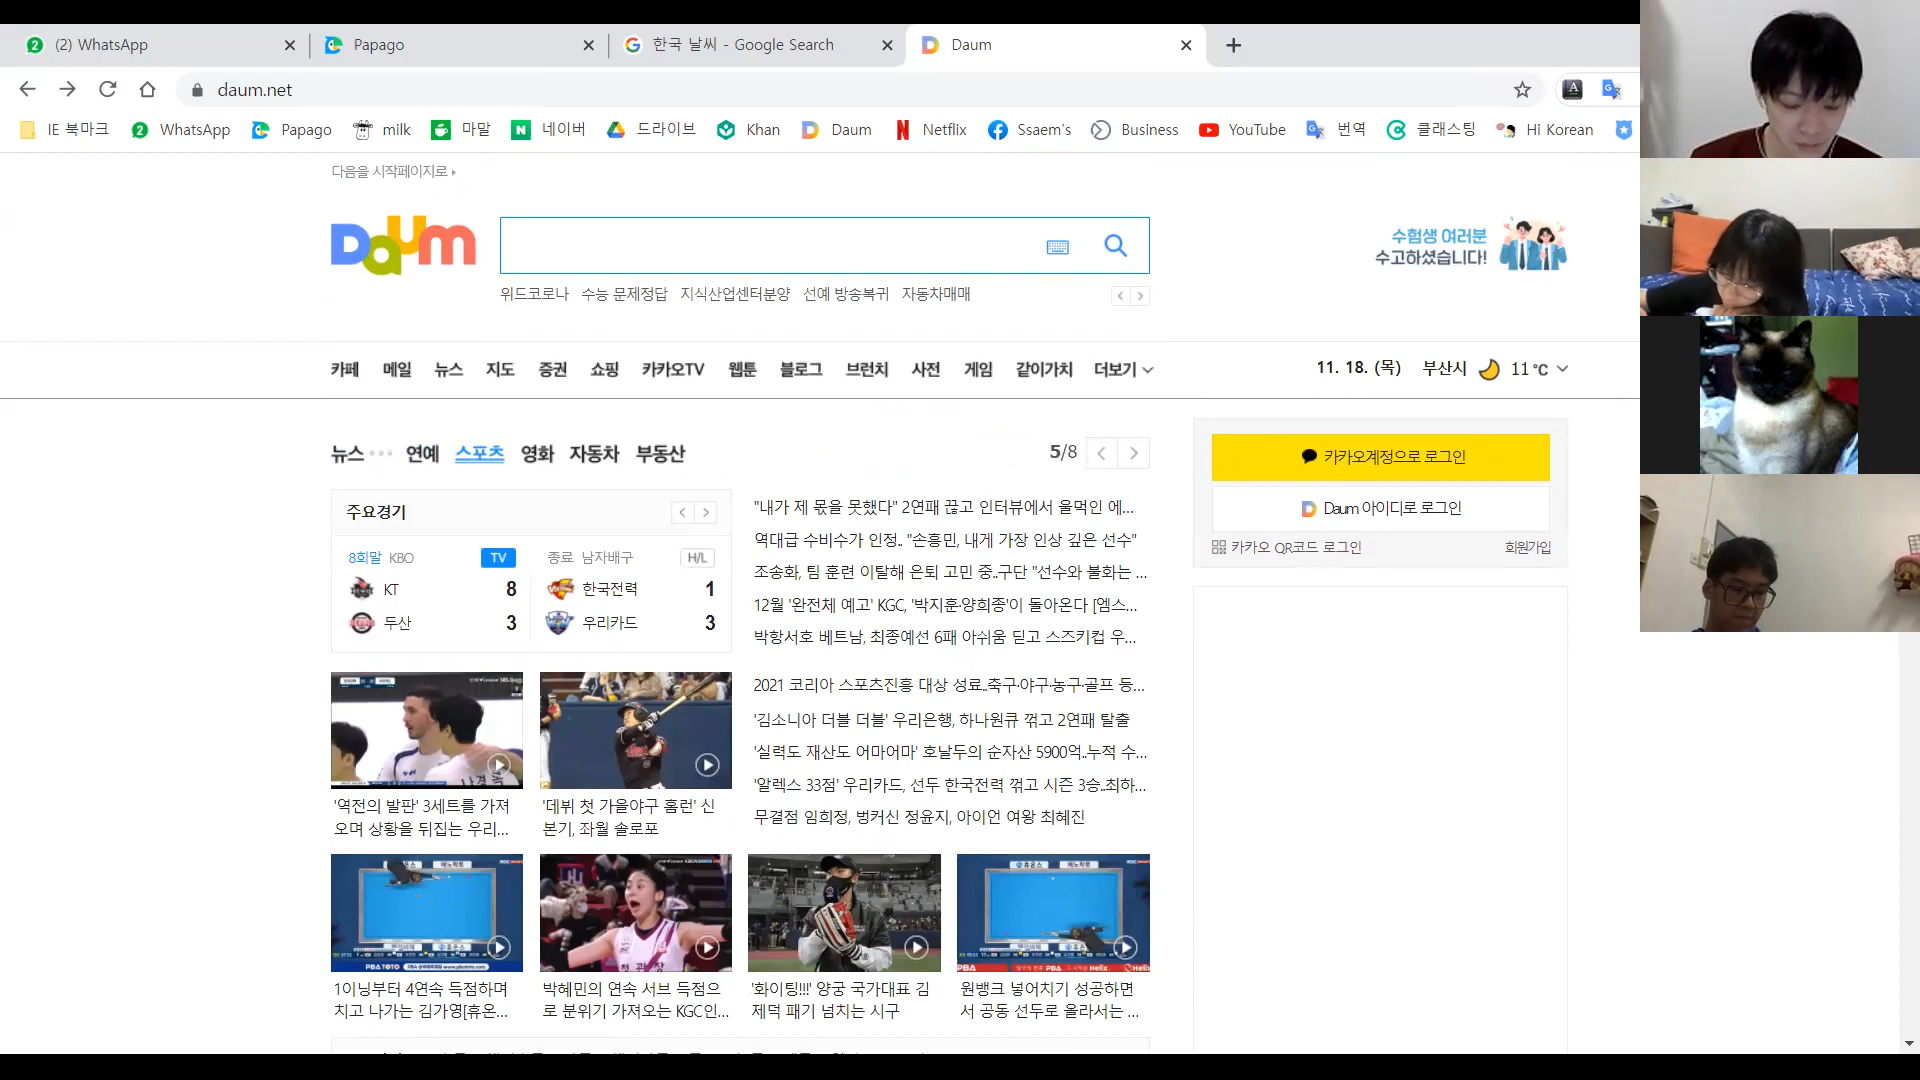 (2) WhatsApp
Papago
한국 날씨 - Google Search
Daum
daum.net
IE 북마크
WhatsApp
Papago
milk
마말
네이버
드라이브
Khan
Daum
Netflix
Ssaem's
Business
YouTube
번역
클래스팅
Hi Korean
다음을 시작페이지로
Daum
수험생 여러분
수고하셨습니다!
위드코로나 수능 문제정답 지식산업센터분양 선예 방송복귀 자동차매매
카페 메일 뉴스 지도 증권 쇼핑 카카오TV 웹툰 블로그 브런치 사전 게임 같이가치 더보기
11. 18. (목) 부산시 11℃
뉴스 연예 스포츠 영화 자동차 부동산
5/8
주요경기
8회말 KBO TV
KT 8
두산 3
종료 남자배구 H/L
한국전력 1
우리카드 3
"내가 제 몫을 못했다" 2연패 끊고 인터뷰에서 울먹인 에...
역대급 수비수가 인정.. "손흥민, 내게 가장 인상 깊은 선수"
조송화, 팀 훈련 이탈해 은퇴 고민 중..구단 "선수와 불화는 ...
12월 '완전체 예고' KGC, '박지훈·양희종'이 돌아온다 [엠스...
박항서호 베트남, 최종예선 6패 아쉬움 딛고 스즈키컵 우...
2021 코리아 스포츠진흥 대상 성료..축구·야구·농구·골프 등...
'김소니아 더블 더블' 우리은행, 하나원큐 꺾고 2연패 탈출
'실력도 재산도 어마어마' 호날두의 순자산 5900억..누적 수...
'알렉스 33점' 우리카드, 선두 한국전력 꺾고 시즌 3승..최하...
무결점 임희정, 벙커신 정윤지, 아이언 여왕 최혜진
카카오계정으로 로그인
Daum 아이디로 로그인
카카오 QR코드 로그인
회원가입
'역전의 발판' 3세트를 가져
오며 상황을 뒤집는 우리...
'데뷔 첫 가을야구 홈런' 신
본기, 좌월 솔로포
1이닝부터 4연속 득점하며
치고 나가는 김가영[휴온...
박혜민의 연속 서브 득점으
로 분위기 가져오는 KGC인...
'화이팅!!!' 양궁 국가대표 김
제덕 패기 넘치는 시구
원뱅크 넣어치기 성공하면
서 공동 선두로 올라서는 ...